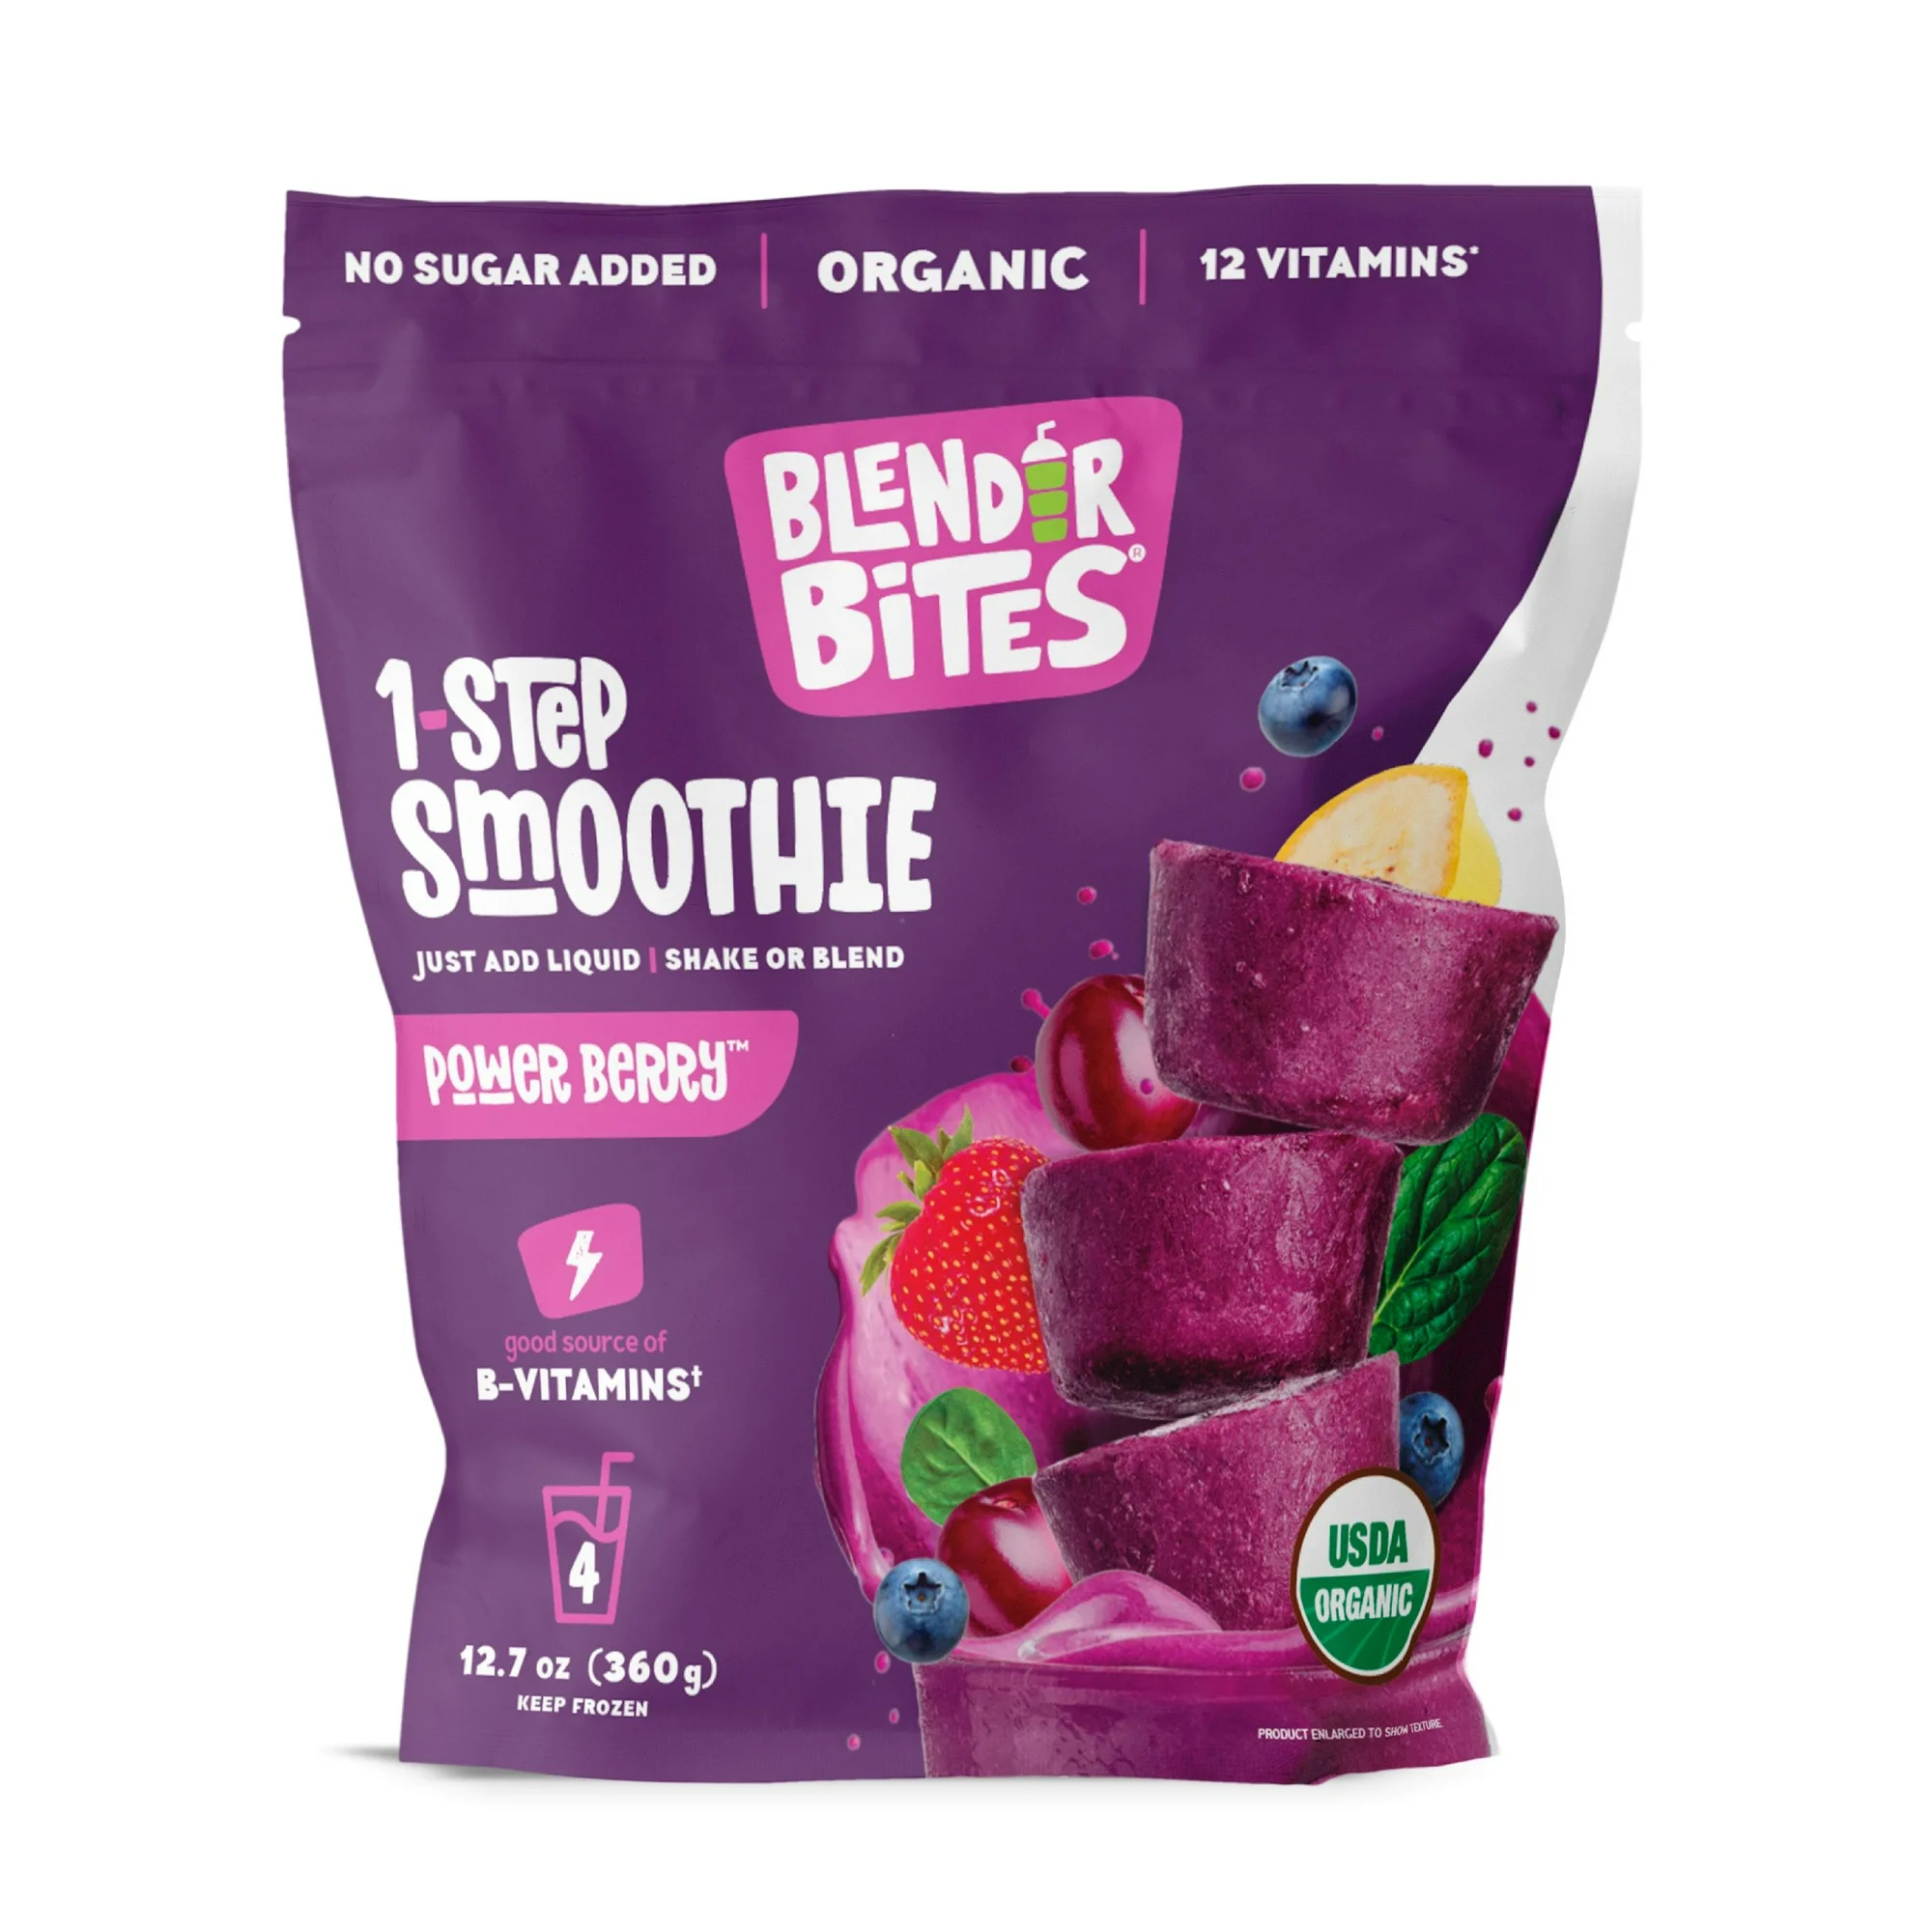 NO SUGAR ADDED | ORGANIC | 12 VITAMINS*
BLENDER
BITES®
1-STEP
SMOOTHIE
JUST ADD LIQUID | SHAKE OR BLEND
POWER BERRY™
good source of
B-VITAMINS†
4
12.7 oz (360g)
KEEP FROZEN
USDA
ORGANIC
PRODUCT ENLARGED TO SHOW TEXTURE